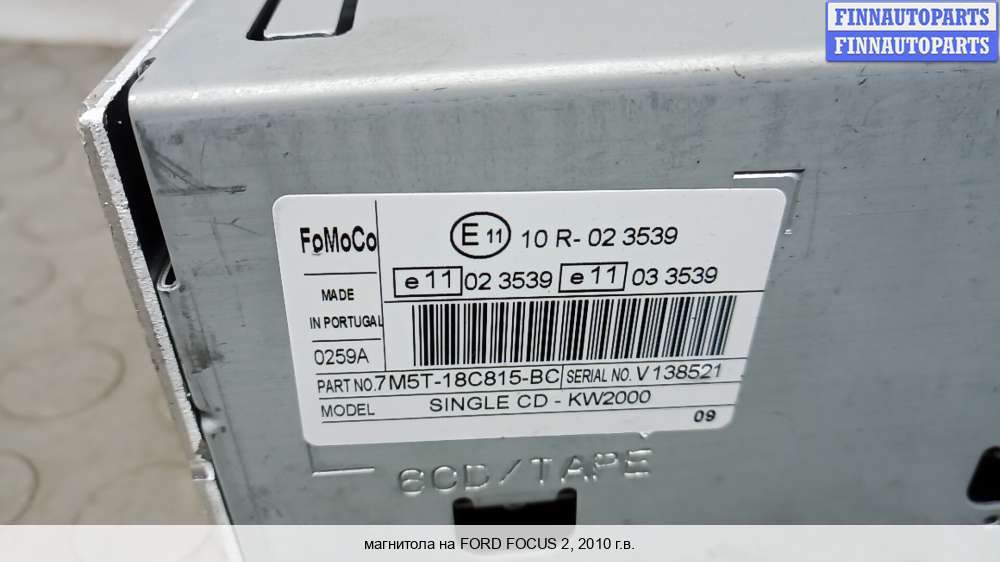 FINNAUTOPARTS
FINNAUTOPARTS
FoMoCo
MADE
IN PORTUGAL
0259A
E 11 10 R- 02 3539
e 11 02 3539 e 11 03 3539
PART NO. 7M5T-18C815-BC SERIAL NO. V 138521
MODEL SINGLE CD - KW2000
09
6CD/TAPE
магнитола на FORD FOCUS 2, 2010 г.в.